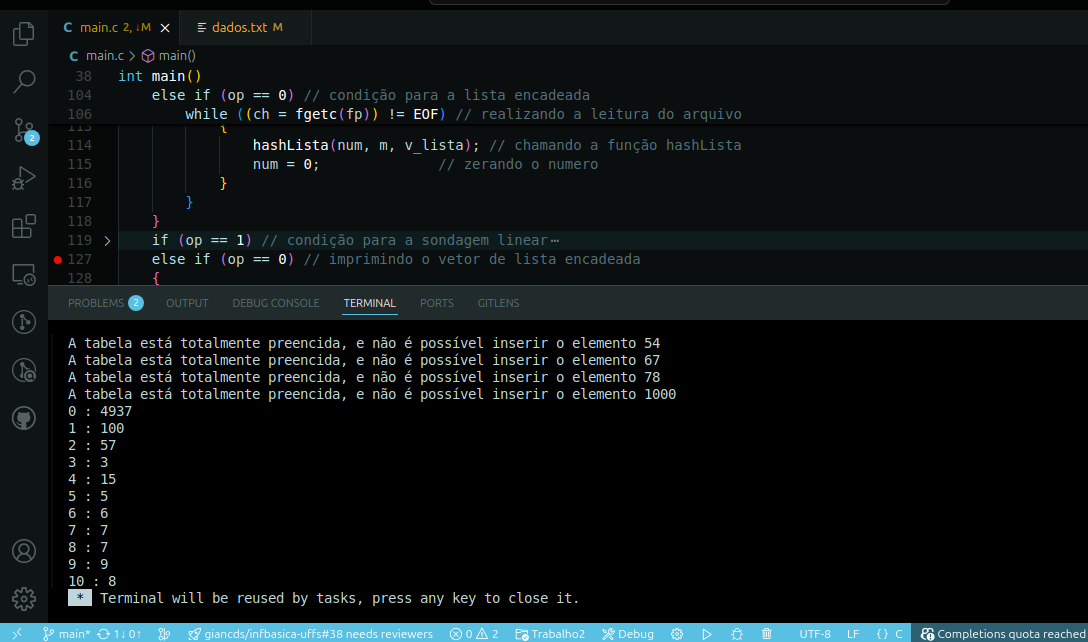 C main.c 2, ↓M × dados.txt M
C main.c > main()
38 int main()
104 else if (op == 0) // condição para a lista encadeada
106 while ((ch = fgetc(fp)) != EOF) // realizando a leitura do arquivo
113 {
114 hashLista(num, m, v_lista); // chamando a função hashLista
115 num = 0; // zerando o numero
116 }
117 }
118 }
119 if (op == 1) // condição para a sondagem linear⋯
127 else if (op == 0) // imprimindo o vetor de lista encadeada
128 {
2
PROBLEMS 2 OUTPUT DEBUG CONSOLE TERMINAL PORTS GITLENS
A tabela está totalmente preencida, e não é possível inserir o elemento 54
A tabela está totalmente preencida, e não é possível inserir o elemento 67
A tabela está totalmente preencida, e não é possível inserir o elemento 78
A tabela está totalmente preencida, e não é possível inserir o elemento 1000
0 : 4937
1 : 100
2 : 57
3 : 3
4 : 15
5 : 5
6 : 6
7 : 7
8 : 7
9 : 9
10 : 8
* Terminal will be reused by tasks, press any key to close it.
main* 1↓ 0↑ giancds/infbasica-uffs#38 needs reviewers 0 2 Trabalho2 Debug UTF-8 LF {} C Completions quota reached